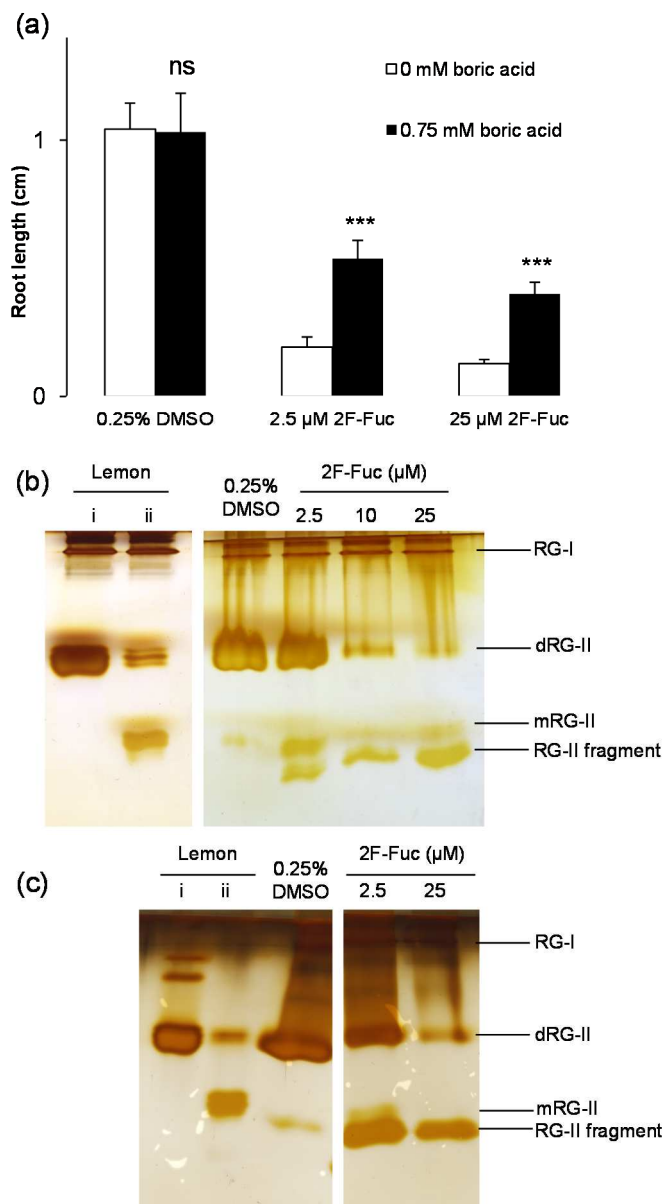 (a)
ns
0 mM boric acid
0.75 mM boric acid
1
***
***
Root length (cm)
0
0.25% DMSO
2.5 µM 2F-Fuc
25 µM 2F-Fuc
(b)
Lemon
0.25%
DMSO
2F-Fuc (µM)
i
ii
2.5
10
25
RG-I
dRG-II
mRG-II
RG-II fragment
(c)
Lemon
0.25%
DMSO
2F-Fuc (µM)
i
ii
2.5
25
RG-I
dRG-II
mRG-II
RG-II fragment